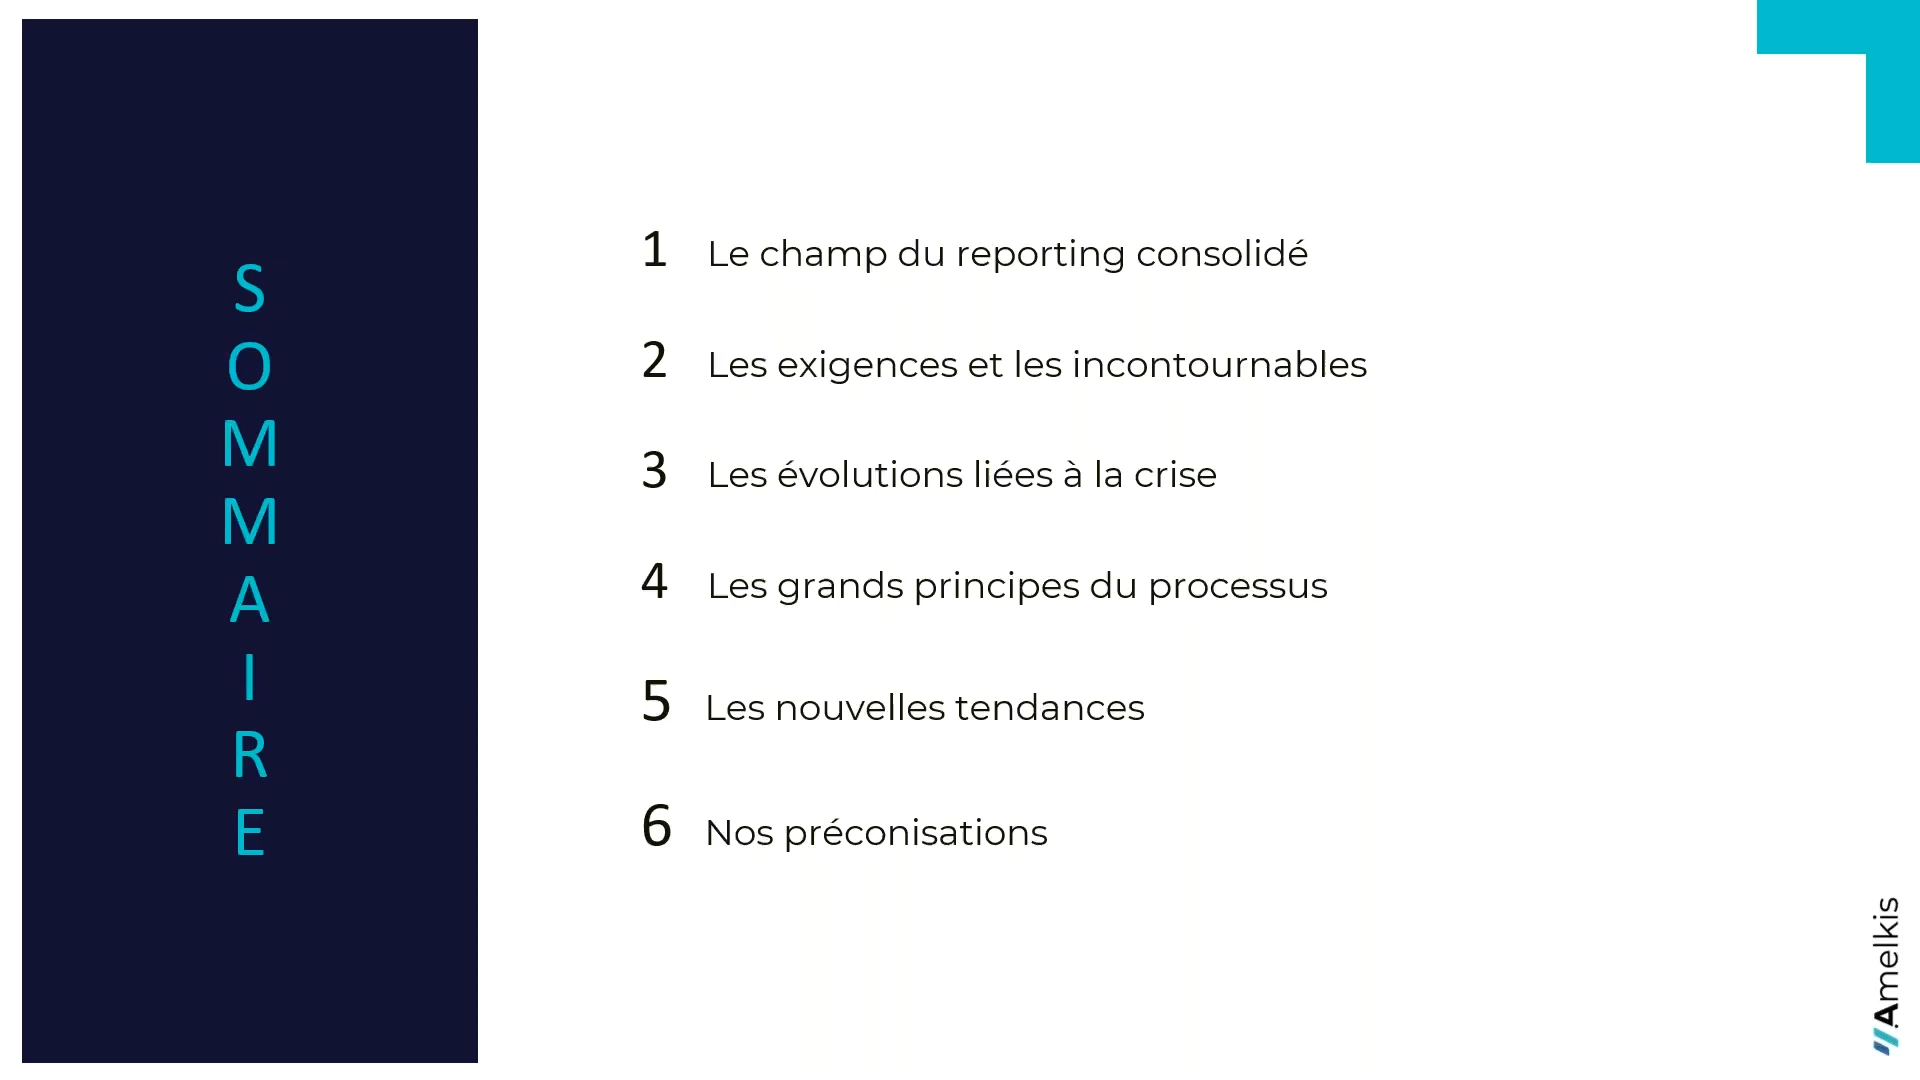 SOMMAIRE
1 Le champ du reporting consolidé
2 Les exigences et les incontournables
3 Les évolutions liées à la crise
4 Les grands principes du processus
5 Les nouvelles tendances
6 Nos préconisations
Amelkis